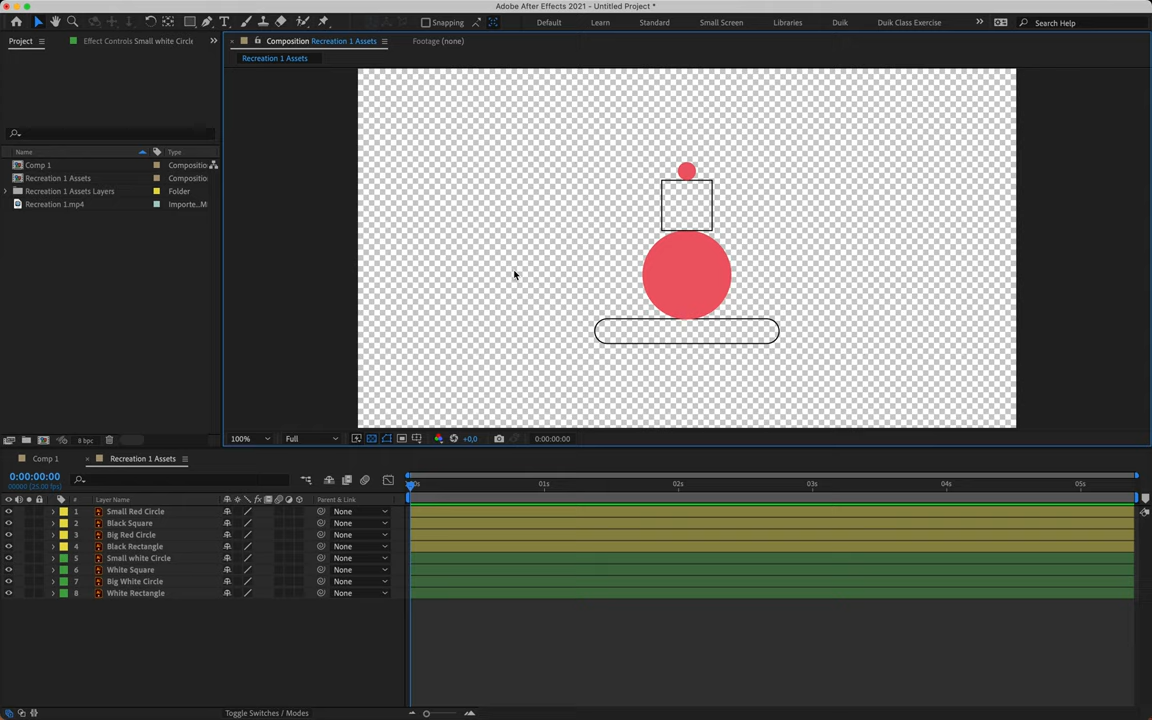 Adobe After Effects 2021 - Untitled Project *
Snapping
Default
Learn
Standard
Small Screen
Libraries
Duik
Duik Class Exercise
Search Help
Project
Effect Controls Small white Circle
Composition Recreation 1 Assets
Footage (none)
Recreation 1 Assets
Name
Type
Comp 1
Compositio
Recreation 1 Assets
Compositio
Recreation 1 Assets Layers
Folder
Recreation 1.mp4
Importe...M
8 bpc
100%
Full
+0,0
0:00:00:00
Comp 1
Recreation 1 Assets
0:00:00:00
00000 (25.00 fps)
01s
02s
03s
04s
05s
#
Layer Name
fx
Parent & Link
1 Small Red Circle None
2 Black Square None
3 Big Red Circle None
4 Black Rectangle None
5 Small white Circle None
6 White Square None
7 Big White Circle None
8 White Rectangle None
Toggle Switches / Modes